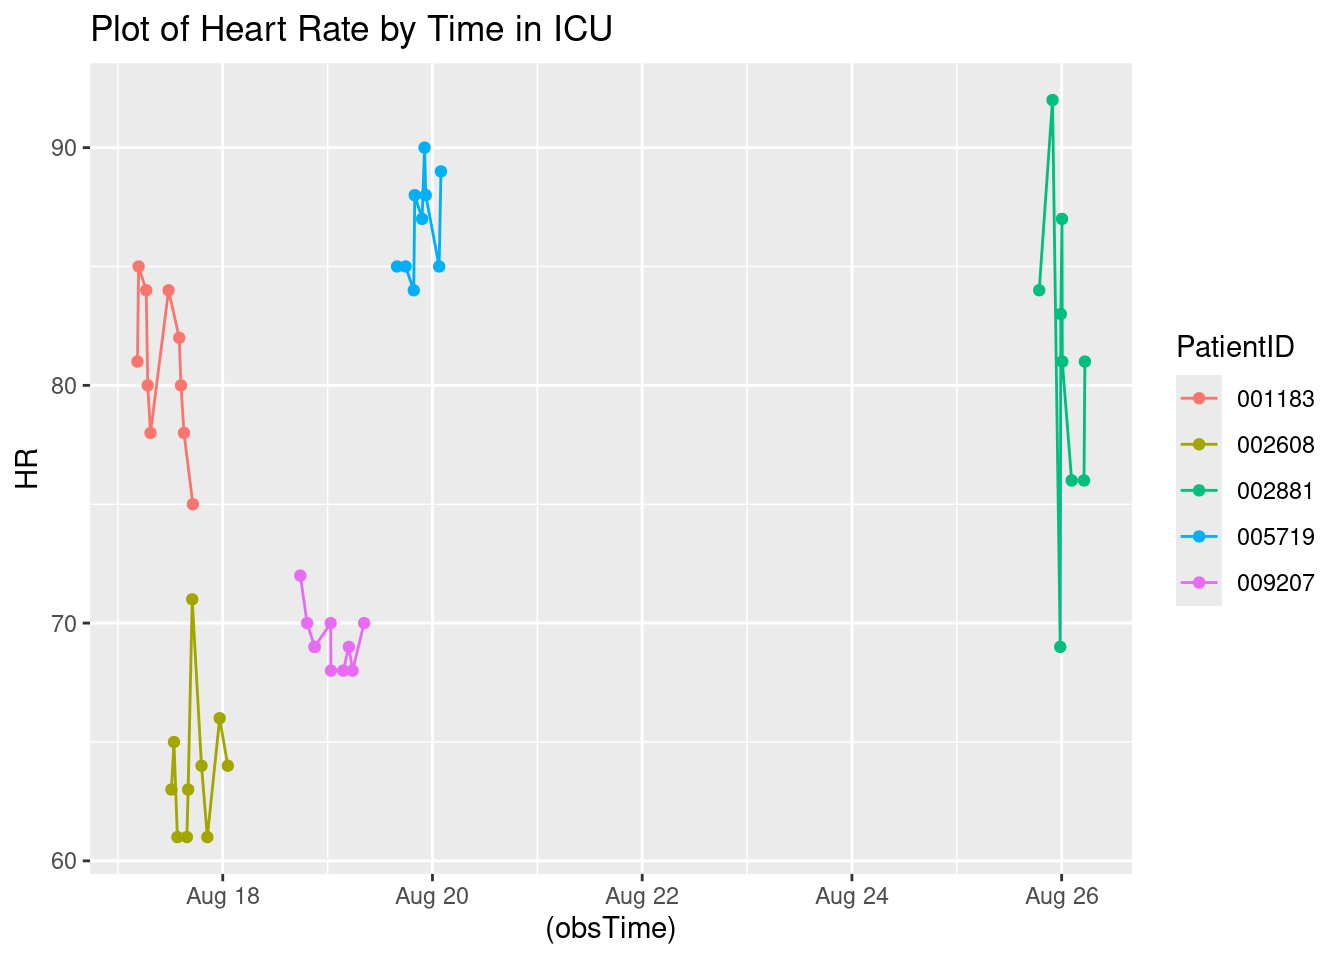 Plot of Heart Rate by Time in ICU
90
80
70
60
HR
Aug 18
Aug 20
Aug 22
Aug 24
Aug 26
(obsTime)
PatientID
001183
002608
002881
005719
009207